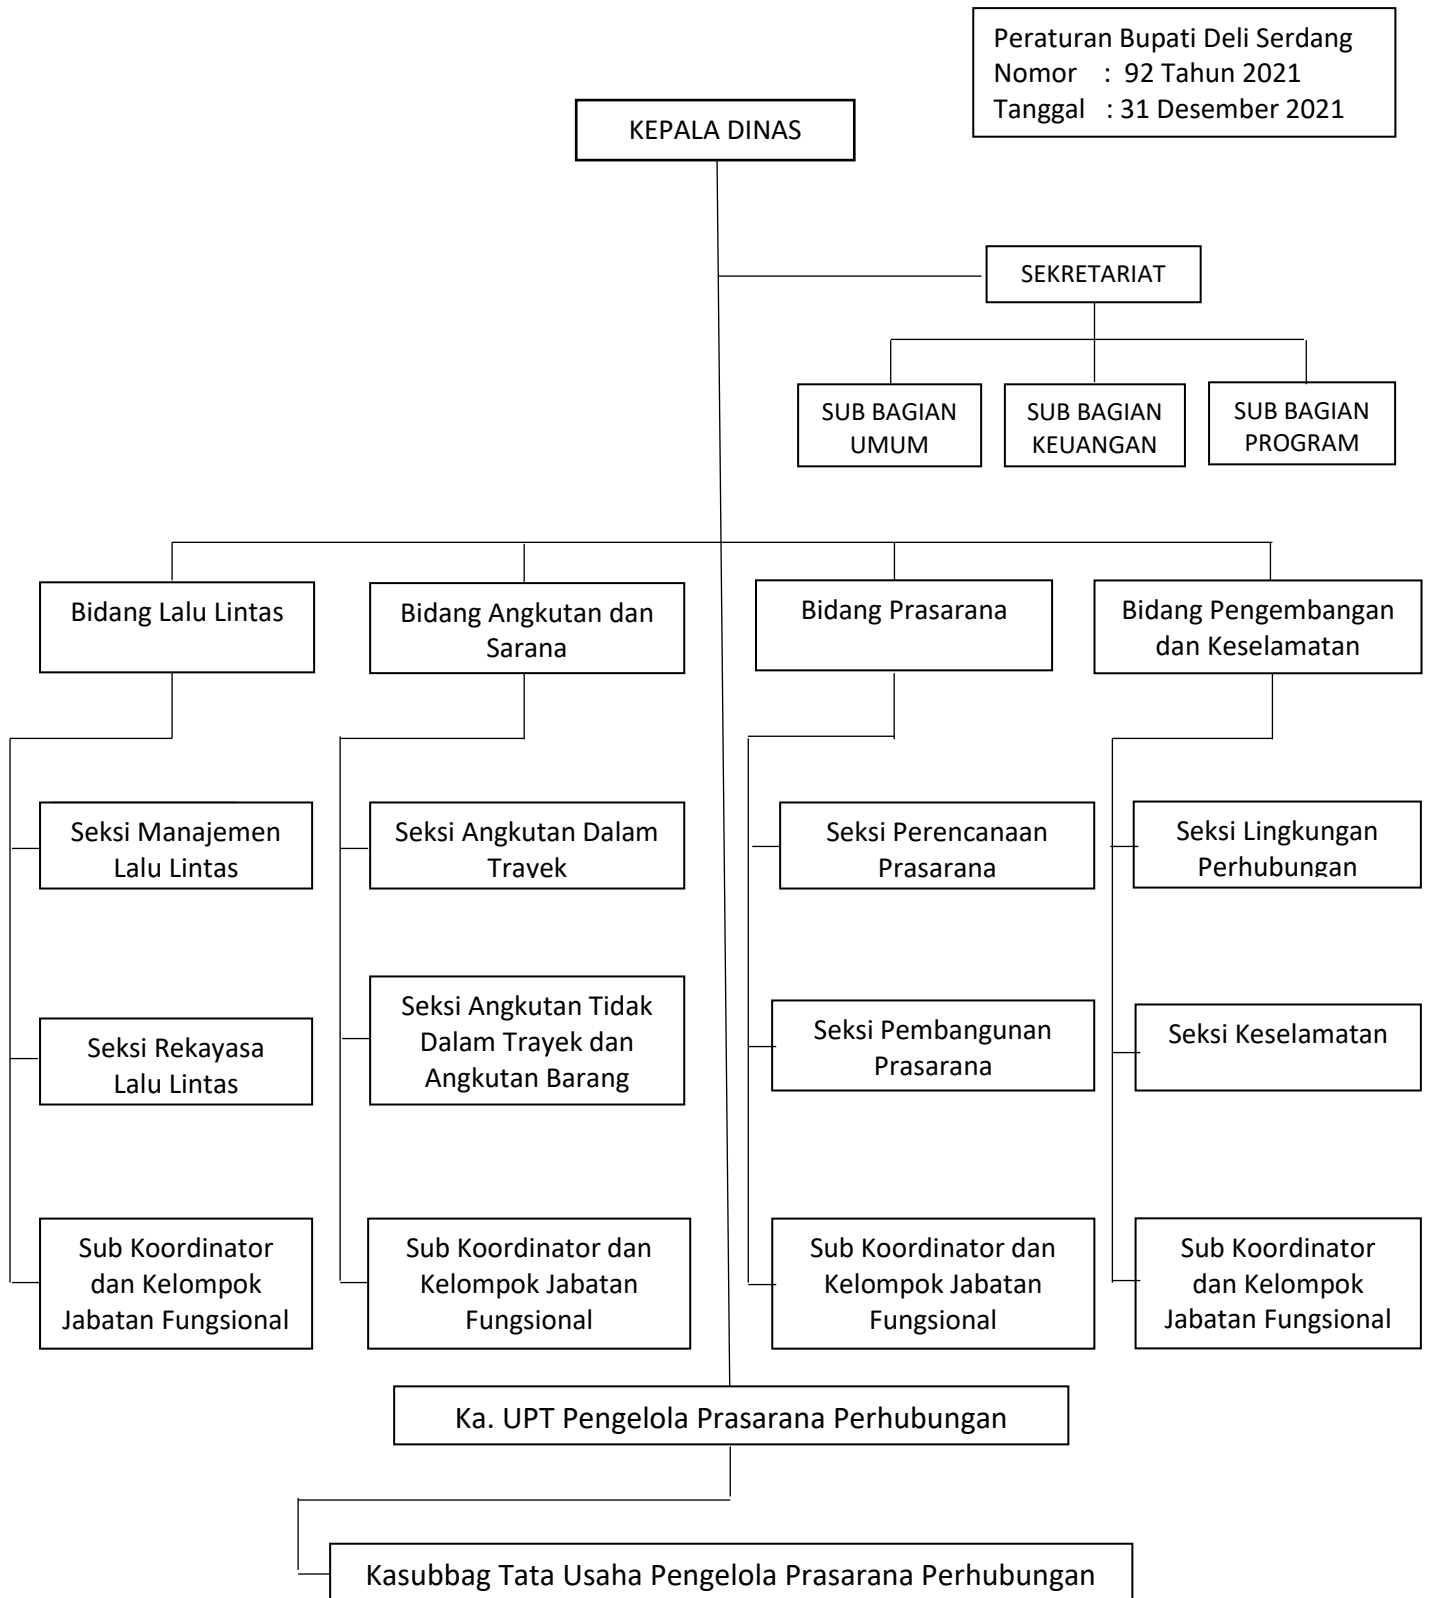 Peraturan Bupati Deli Serdang
Nomor : 92 Tahun 2021
Tanggal : 31 Desember 2021
KEPALA DINAS
SEKRETARIAT
SUB BAGIAN
UMUM
SUB BAGIAN
KEUANGAN
SUB BAGIAN
PROGRAM
Bidang Lalu Lintas
Bidang Angkutan dan
Sarana
Bidang Prasarana
Bidang Pengembangan
dan Keselamatan
Seksi Manajemen
Lalu Lintas
Seksi Angkutan Dalam
Trayek
Seksi Perencanaan
Prasarana
Seksi Lingkungan
Perhubungan
Seksi Rekayasa
Lalu Lintas
Seksi Angkutan Tidak
Dalam Trayek dan
Angkutan Barang
Seksi Pembangunan
Prasarana
Seksi Keselamatan
Sub Koordinator
dan Kelompok
Jabatan Fungsional
Sub Koordinator dan
Kelompok Jabatan
Fungsional
Sub Koordinator dan
Kelompok Jabatan
Fungsional
Sub Koordinator
dan Kelompok
Jabatan Fungsional
Ka. UPT Pengelola Prasarana Perhubungan
Kasubbag Tata Usaha Pengelola Prasarana Perhubungan